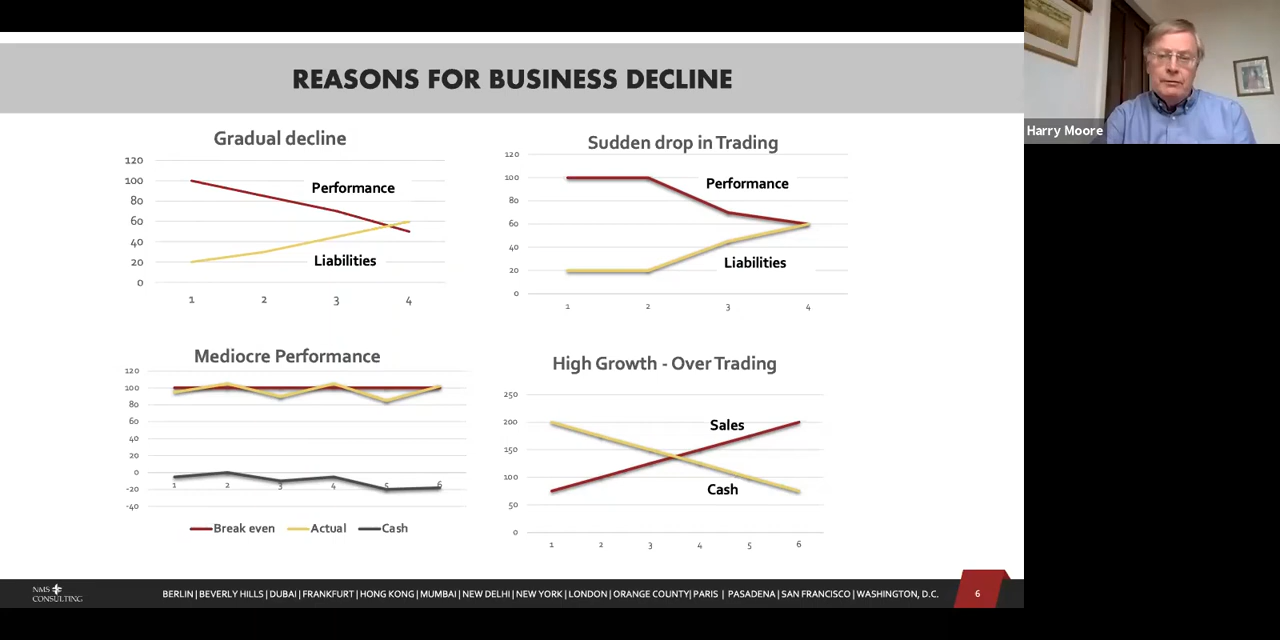 REASONS FOR BUSINESS DECLINE
Harry Moore
Gradual decline
120
100
80
60
40
20
0
Performance
Liabilities
1 2 3 4
Sudden drop in Trading
120
100
80
60
40
20
0
Performance
Liabilities
1 2 3 4
Mediocre Performance
120
100
80
60
40
20
0
-20
-40
1 2 3 4 5 6
Break even Actual Cash
High Growth - Over Trading
250
200
150
100
50
0
Sales
Cash
1 2 3 4 5 6
NMS
CONSULTING
BERLIN | BEVERLY HILLS | DUBAI | FRANKFURT | HONG KONG | MUMBAI | NEW DELHI | NEW YORK | LONDON | ORANGE COUNTY| PARIS | PASADENA | SAN FRANCISCO | WASHINGTON, D.C.
6